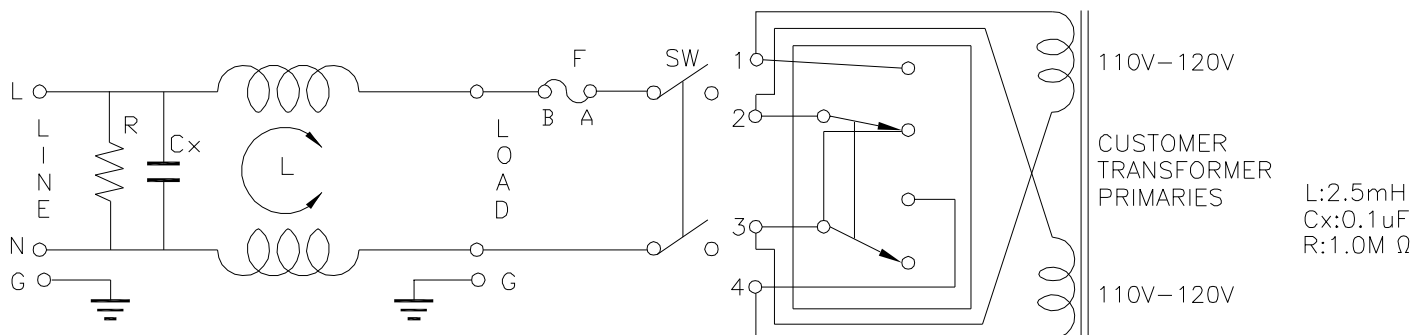 L
LINE
N
G
R
Cx
L
LOAD
G
F
B A
SW
1
2
3
4
110V-120V
CUSTOMER
TRANSFORMER
PRIMARIES
110V-120V
L:2.5mH
Cx:0.1uF
R:1.0M Ω